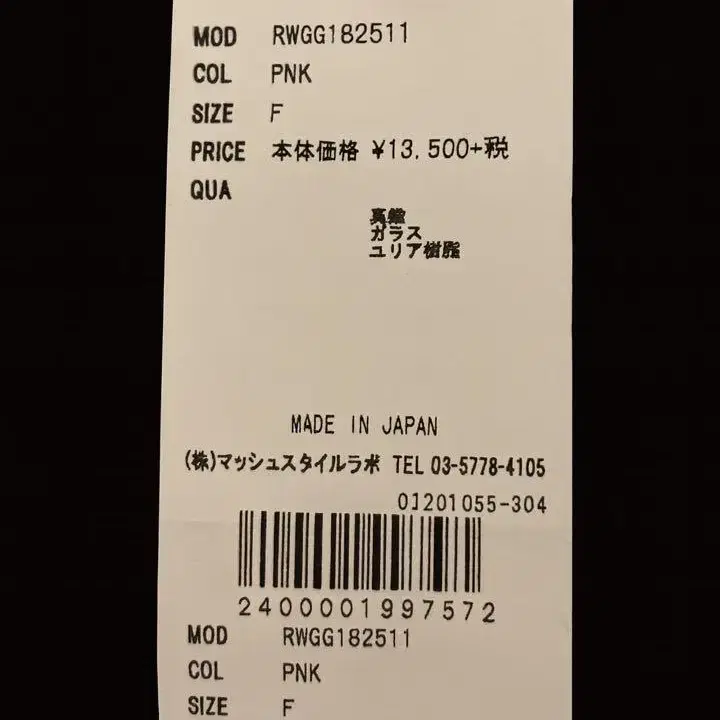 MOD RWGG182511
COL PNK
SIZE F
PRICE 本体価格 ¥13,500+税
QUA
真鍮
ガラス
ユリア樹脂
MADE IN JAPAN
(株)マッシュスタイルラボ TEL 03-5778-4105
01201055-304
2400001997572
MOD RWGG182511
COL PNK
SIZE F